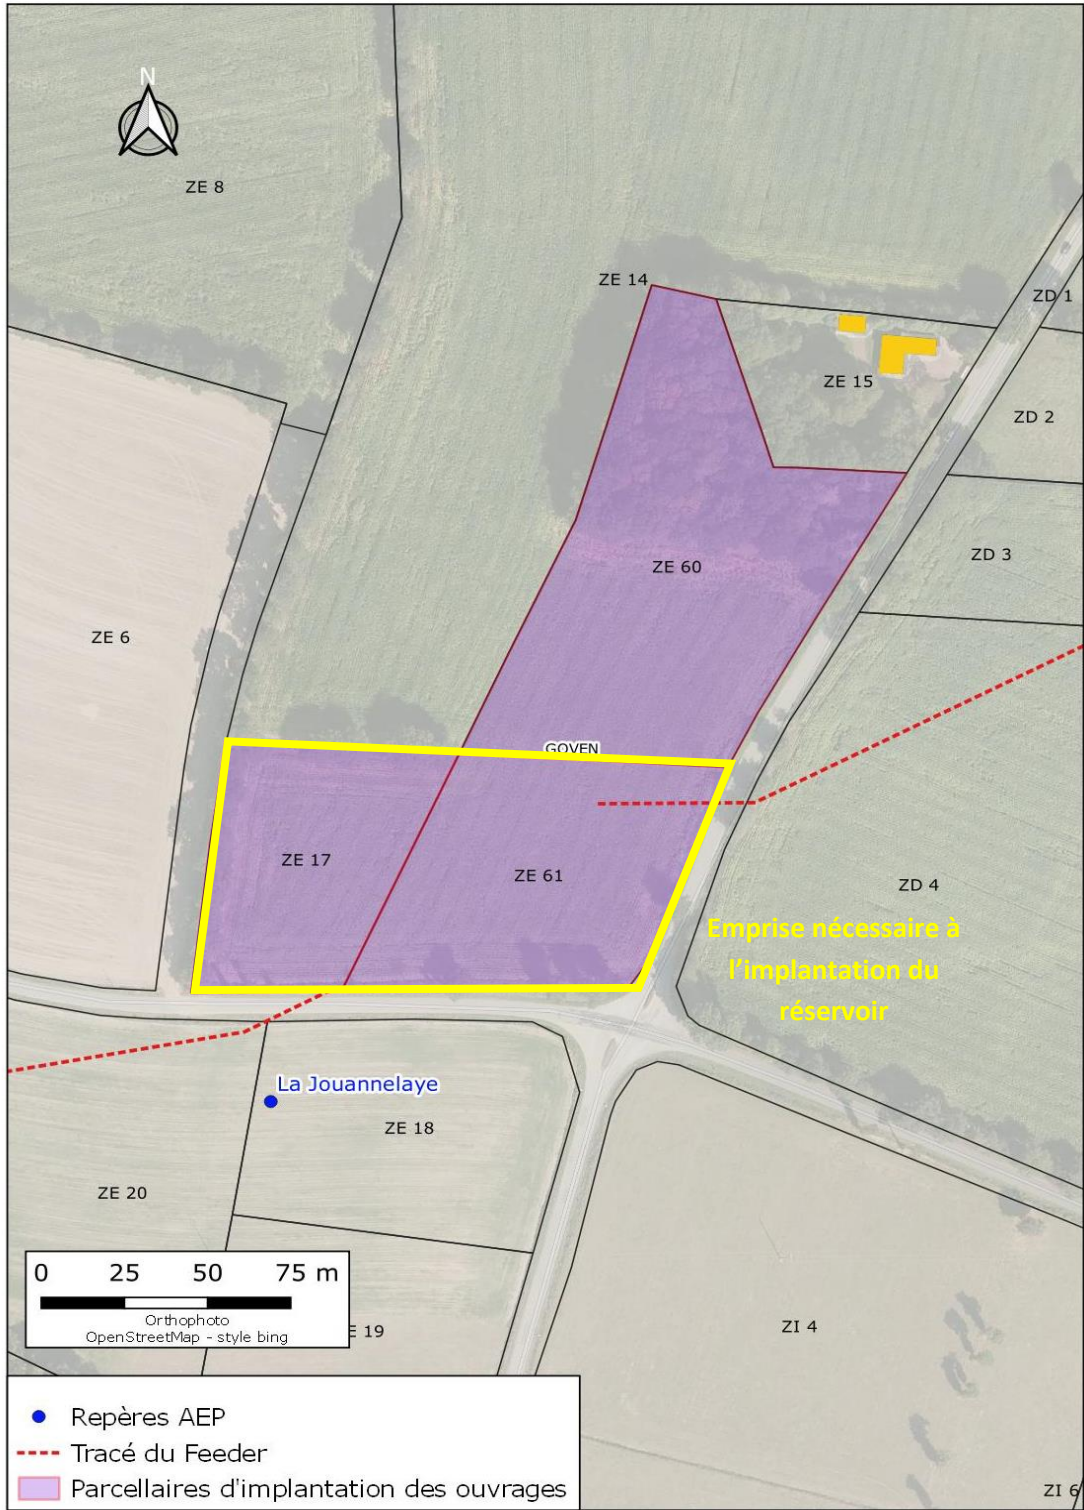 N
ZE 8
ZE 14
ZD 1
ZE 15
ZD 2
ZD 3
ZE 60
ZE 6
GOVEN
ZE 17
ZE 61
ZD 4
Emprise nécessaire à
l’implantation du
réservoir
La Jouannelaye
ZE 18
ZE 20
0 25 50 75 m
Orthophoto
OpenStreetMap - style bing
E 19
ZI 4
Repères AEP
Tracé du Feeder
Parcellaires d'implantation des ouvrages
ZI 6